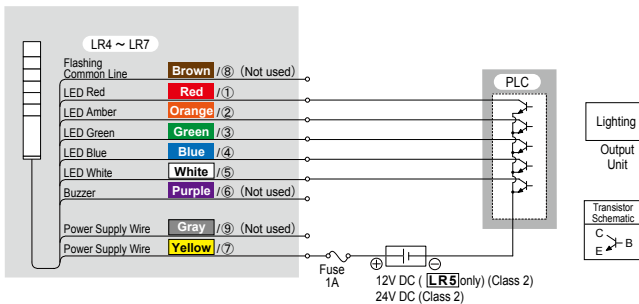 LR4 ～ LR7
Flashing
Common Line Brown /⑧ (Not used)
LED Red Red /①
LED Amber Orange /②
LED Green Green /③
LED Blue Blue /④
LED White White /⑤
Buzzer Purple /⑥ (Not used)
Power Supply Wire Gray /⑨ (Not used)
Power Supply Wire Yellow /⑦
Fuse
1A
⊕ ⊖
12V DC ( LR5 only) (Class 2)
24V DC (Class 2)
PLC
Lighting
Output
Unit
Transistor
Schematic
C
B
E